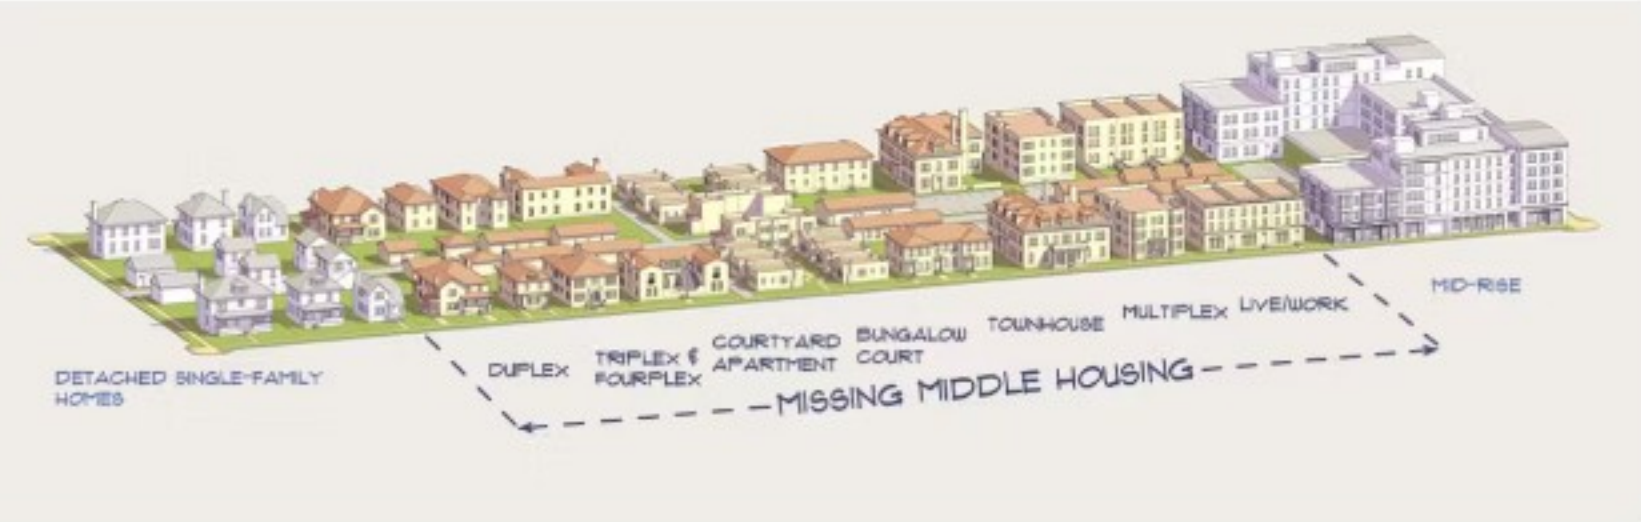 DETACHED SINGLE-FAMILY
HOMES
DUPLEX
TRIPLEX &
FOURPLEX
COURTYARD
APARTMENT
BUNGALOW
COURT
TOWNHOUSE
MULTIPLEX
LIVE/WORK
MID-RISE
MISSING MIDDLE HOUSING